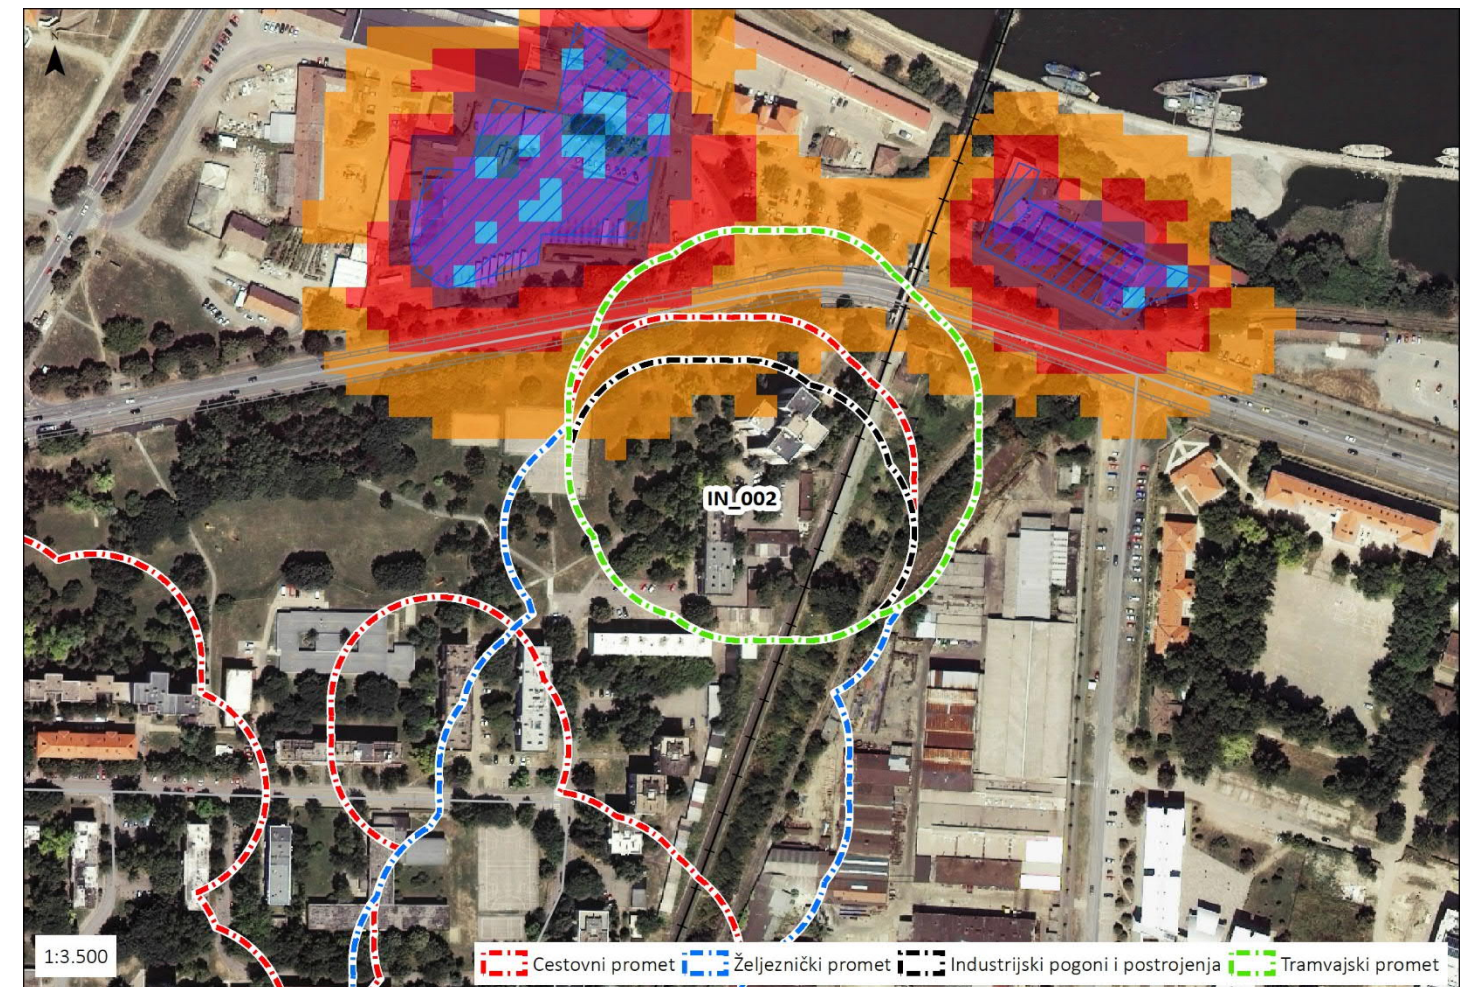 N
IN_002
1:3.500
Cestovni promet Željeznički promet Industrijski pogoni i postrojenja Tramvajski promet